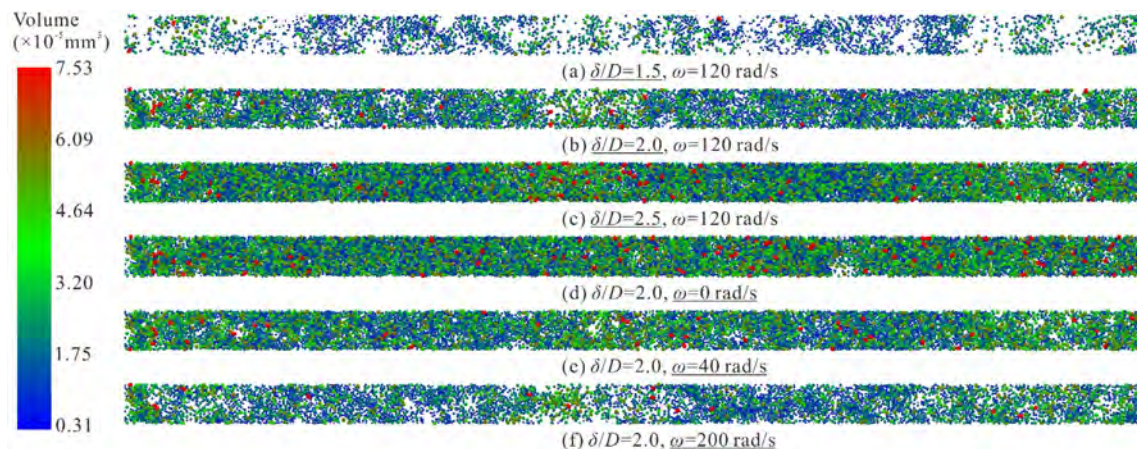 Volume
(×10⁻⁵mm³)
7.53
6.09
4.64
3.20
1.75
0.31
(a) δ/D=1.5, ω=120 rad/s
(b) δ/D=2.0, ω=120 rad/s
(c) δ/D=2.5, ω=120 rad/s
(d) δ/D=2.0, ω=0 rad/s
(e) δ/D=2.0, ω=40 rad/s
(f) δ/D=2.0, ω=200 rad/s